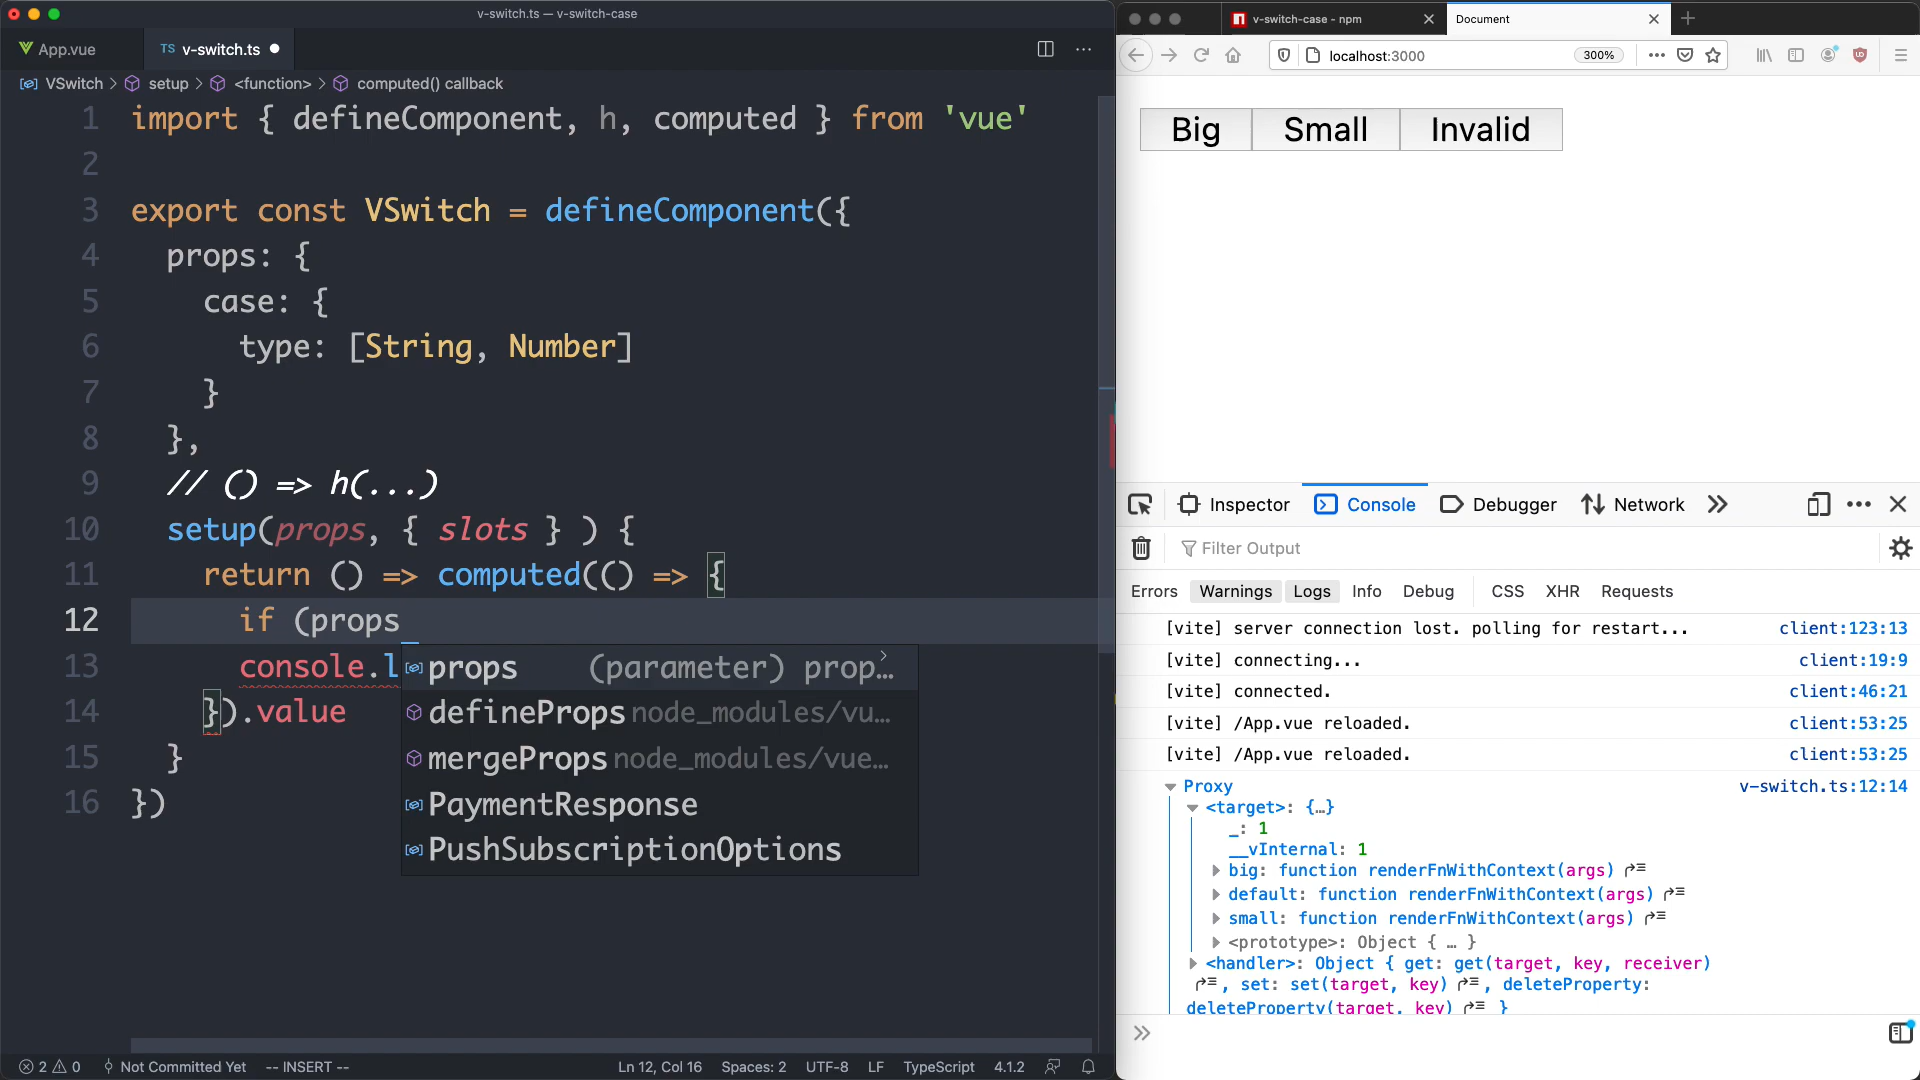 v-switch.ts — v-switch-case
App.vue
TS v-switch.ts
VSwitch > setup > <function> > computed() callback
1 import { defineComponent, h, computed } from 'vue'
2
3 export const VSwitch = defineComponent({
4 props: {
5 case: {
6 type: [String, Number]
7 }
8 },
9 // () => h(...)
10 setup(props, { slots } ) {
11 return () => computed(() => {
12 if (props
13 console.l
14 }).value
15 }
16 })
props (parameter) prop…
defineProps node_modules/vu…
mergeProps node_modules/vue…
PaymentResponse
PushSubscriptionOptions
2 0 Not Committed Yet -- INSERT -- Ln 12, Col 16 Spaces: 2 UTF-8 LF TypeScript 4.1.2
v-switch-case - npm
Document
localhost:3000 300%
Big Small Invalid
Inspector Console Debugger Network
Filter Output
Errors Warnings Logs Info Debug CSS XHR Requests
[vite] server connection lost. polling for restart... client:123:13
[vite] connecting... client:19:9
[vite] connected. client:46:21
[vite] /App.vue reloaded. client:53:25
[vite] /App.vue reloaded. client:53:25
Proxy v-switch.ts:12:14
<target>: {…}
_: 1
__vInternal: 1
big: function renderFnWithContext(args)
default: function renderFnWithContext(args)
small: function renderFnWithContext(args)
<prototype>: Object { … }
<handler>: Object { get: get(target, key, receiver)
, set: set(target, key) , deleteProperty:
deleteProperty(target, key) }